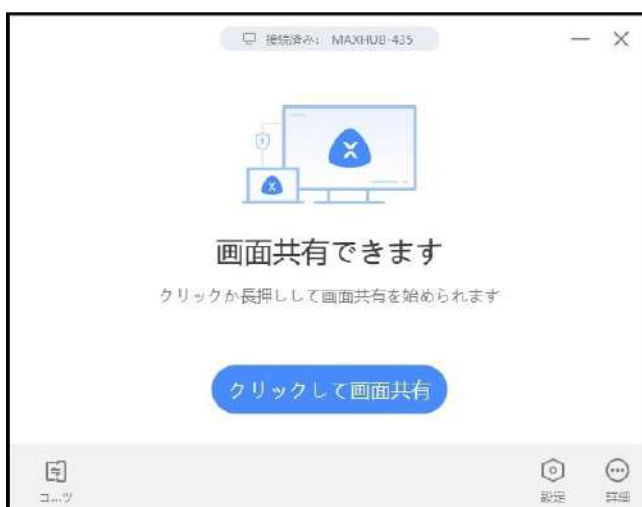 接続済み： MAXHUB-435
画面共有できます
クリックか長押しして画面共有を始められます
クリックして画面共有
コ...ツ
設定
詳細